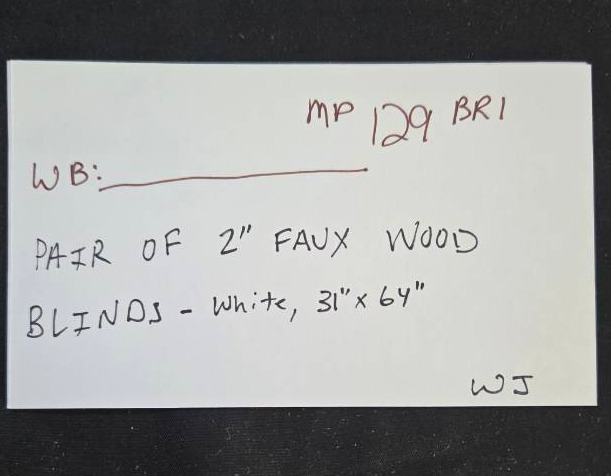 MP 129 BR1
WB:
PAIR OF 2" FAUX WOOD
BLINDS - White, 31" x 64"
WJ